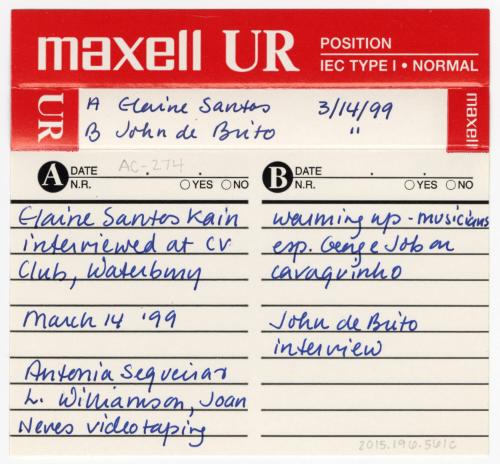 maxell UR POSITION
IEC TYPE I • NORMAL
UR
A Elaine Santos 3/14/99
B John de Brito "
maxell
A DATE AC-274
N.R. YES NO
Elaine Santos Kain
interviewed at CV
Club, Waterbury
March 14 '99
Antonia Sequeira &
L. Williamson, Joan
Neves videotaping
B DATE
N.R. YES NO
warming up - musicians
esp. George Job on
cavaquinho
John de Brito
interview
2015.196.561c